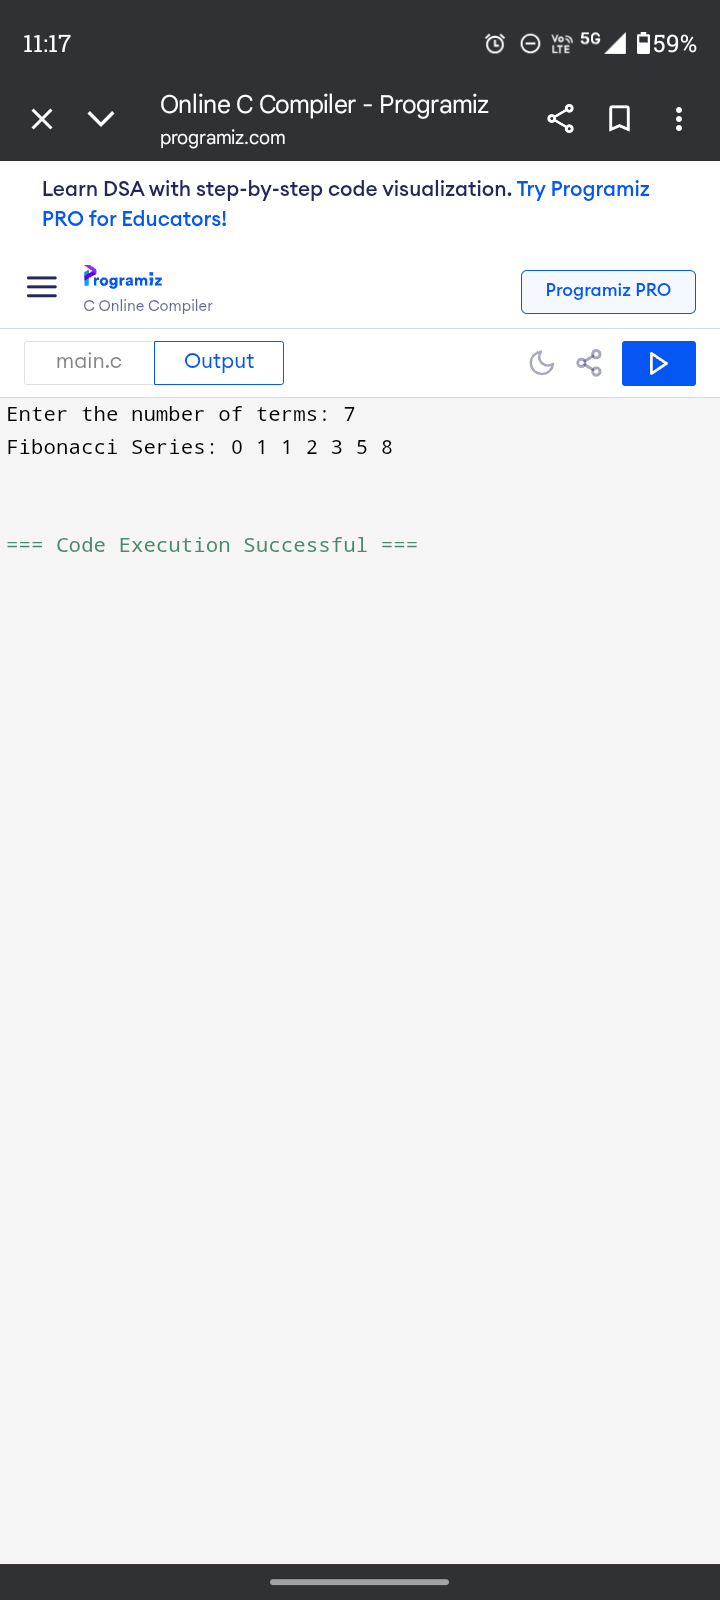 11:17
Vo LTE 5G 59%
Online C Compiler - Programiz
programiz.com
Learn DSA with step-by-step code visualization. Try Programiz
PRO for Educators!
Programiz
C Online Compiler
Programiz PRO
main.c
Output
Enter the number of terms: 7
Fibonacci Series: 0 1 1 2 3 5 8
=== Code Execution Successful ===